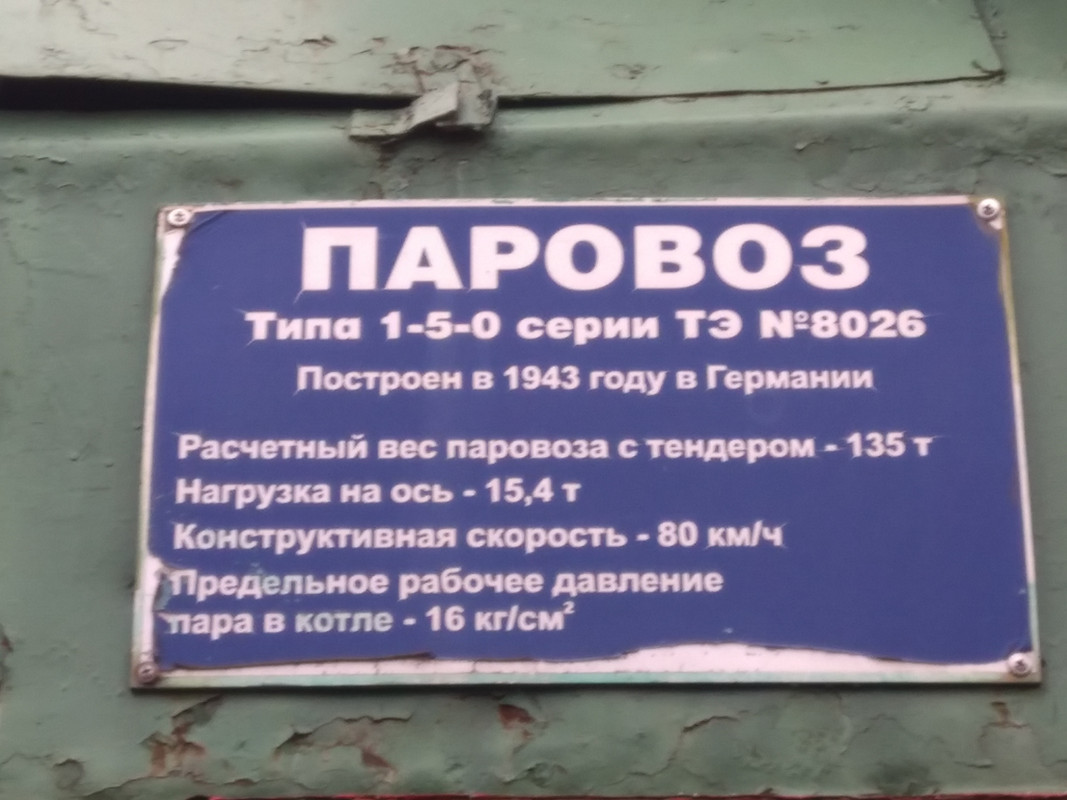 ПАРОВОЗ
Типа 1-5-0 серии ТЭ №8026
Построен в 1943 году в Германии
Расчетный вес паровоза с тендером - 135 т
Нагрузка на ось - 15,4 т
Конструктивная скорость - 80 км/ч
Предельное рабочее давление
пара в котле - 16 кг/см²